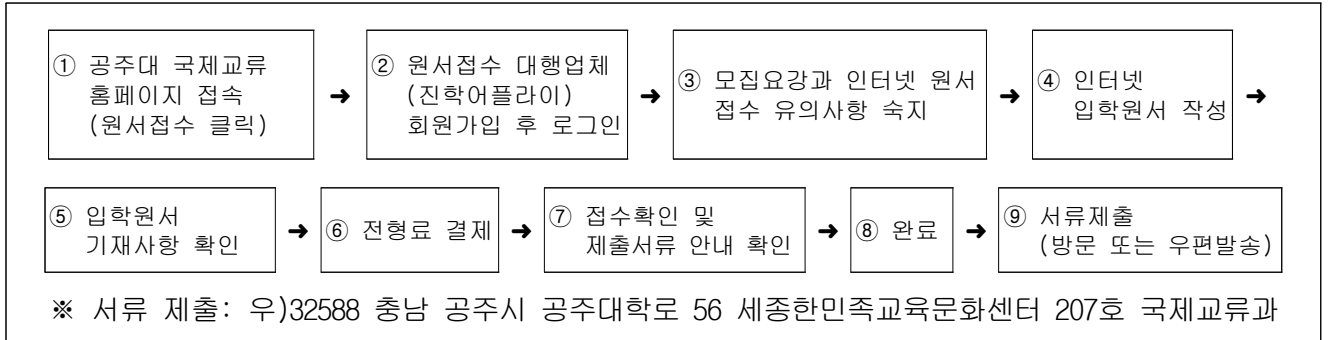 ① 공주대 국제교류
홈페이지 접속
(원서접수 클릭)
➜
② 원서접수 대행업체
(진학어플라이)
회원가입 후 로그인
➜
③ 모집요강과 인터넷 원서
접수 유의사항 숙지
➜
④ 인터넷
입학원서 작성
➜
⑤ 입학원서
기재사항 확인
➜
⑥ 전형료 결제
➜
⑦ 접수확인 및
제출서류 안내 확인
➜
⑧ 완료
➜
⑨ 서류제출
(방문 또는 우편발송)
※ 서류 제출: 우)32588 충남 공주시 공주대학로 56 세종한민족교육문화센터 207호 국제교류과